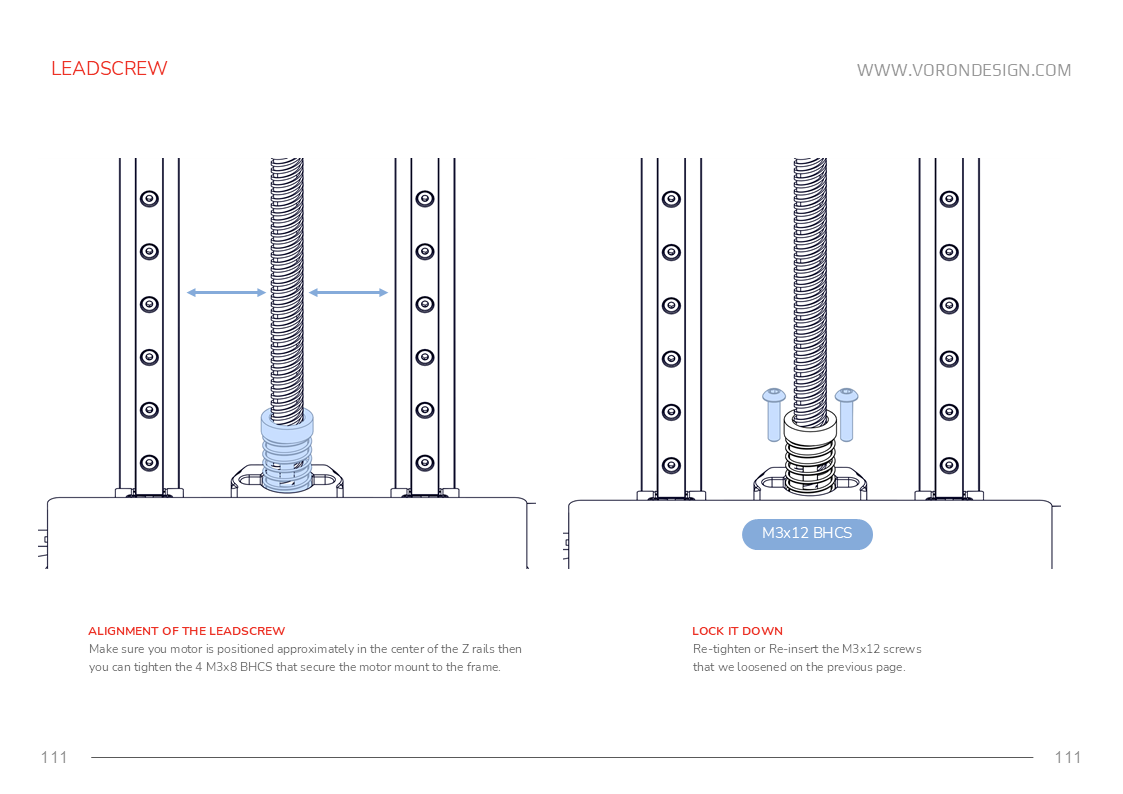 LEADSCREW
WWW.VORONDESIGN.COM
M3x12 BHCS
ALIGNMENT OF THE LEADSCREW
Make sure you motor is positioned approximately in the center of the Z rails then
you can tighten the 4 M3x8 BHCS that secure the motor mount to the frame.
LOCK IT DOWN
Re-tighten or Re-insert the M3x12 screws
that we loosened on the previous page.
111
111